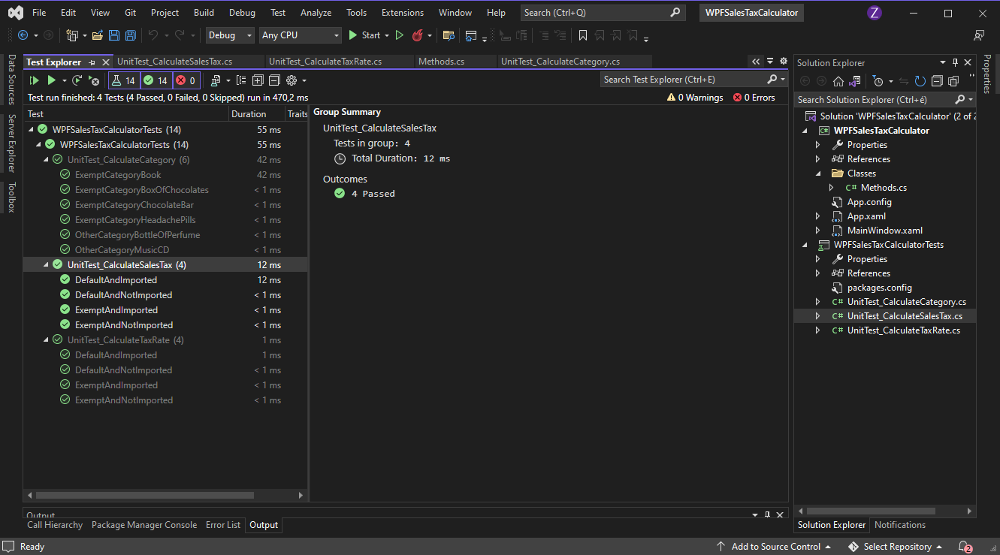 File Edit View Git Project Build Debug Test Analyze Tools Extensions Window Help Search (Ctrl+Q) WPFSalesTaxCalculator Z
Debug Any CPU Start
Data Sources
Server Explorer
Toolbox
Test Explorer UnitTest_CalculateSalesTax.cs UnitTest_CalculateTaxRate.cs Methods.cs UnitTest_CalculateCategory.cs
14 14 0 Search Test Explorer (Ctrl+E)
Test run finished: 4 Tests (4 Passed, 0 Failed, 0 Skipped) run in 470,2 ms 0 Warnings 0 Errors
Test Duration Traits
WPFSalesTaxCalculatorTests (14) 55 ms
WPFSalesTaxCalculatorTests (14) 55 ms
UnitTest_CalculateCategory (6) 42 ms
ExemptCategoryBook 42 ms
ExemptCategoryBoxOfChocolates < 1 ms
ExemptCategoryChocolateBar < 1 ms
ExemptCategoryHeadachePills < 1 ms
OtherCategoryBottleOfPerfume < 1 ms
OtherCategoryMusicCD < 1 ms
UnitTest_CalculateSalesTax (4) 12 ms
DefaultAndImported 12 ms
DefaultAndNotImported < 1 ms
ExemptAndImported < 1 ms
ExemptAndNotImported < 1 ms
UnitTest_CalculateTaxRate (4) 1 ms
DefaultAndImported 1 ms
DefaultAndNotImported < 1 ms
ExemptAndImported < 1 ms
ExemptAndNotImported < 1 ms
Group Summary
UnitTest_CalculateSalesTax
Tests in group: 4
Total Duration: 12 ms
Outcomes
4 Passed
Solution Explorer
Search Solution Explorer (Ctrl+é)
Solution 'WPFSalesTaxCalculator' (2 of 2
WPFSalesTaxCalculator
Properties
References
Classes
C# Methods.cs
App.config
App.xaml
MainWindow.xaml
WPFSalesTaxCalculatorTests
Properties
References
packages.config
C# UnitTest_CalculateCategory.cs
C# UnitTest_CalculateSalesTax.cs
C# UnitTest_CalculateTaxRate.cs
Properties
Output
Call Hierarchy Package Manager Console Error List Output
Solution Explorer Notifications
Ready Add to Source Control Select Repository 2